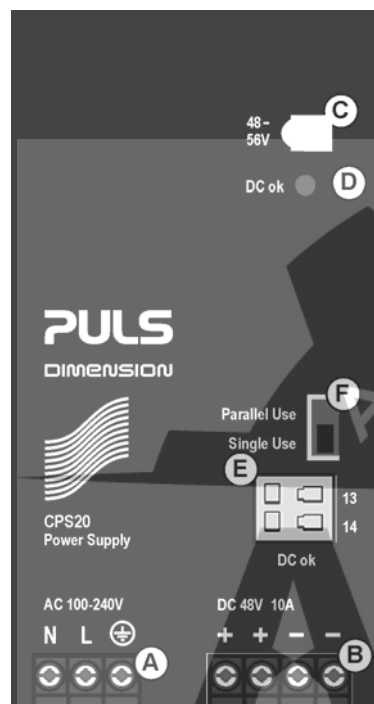 C
48-
56V
DC ok
D
PULS
DIMENSION
F
Parallel Use
Single Use
E
13
14
CPS20
Power Supply
DC ok
AC 100-240V
DC 48V 10A
N L
+ + - -
A
B